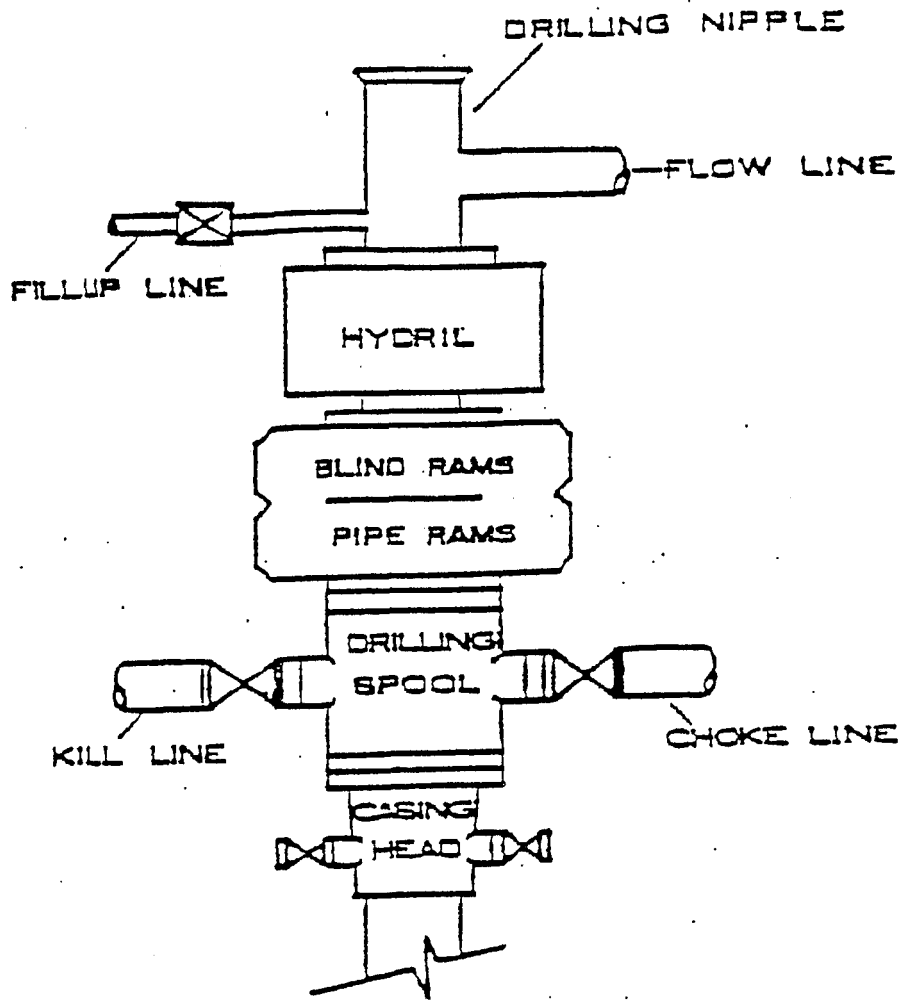 DRILLING NIPPLE
FLOW LINE
FILLUP LINE
HYDRIL
BLIND RAMS
PIPE RAMS
DRILLING
SPOOL
KILL LINE
CHOKE LINE
CASING
HEAD